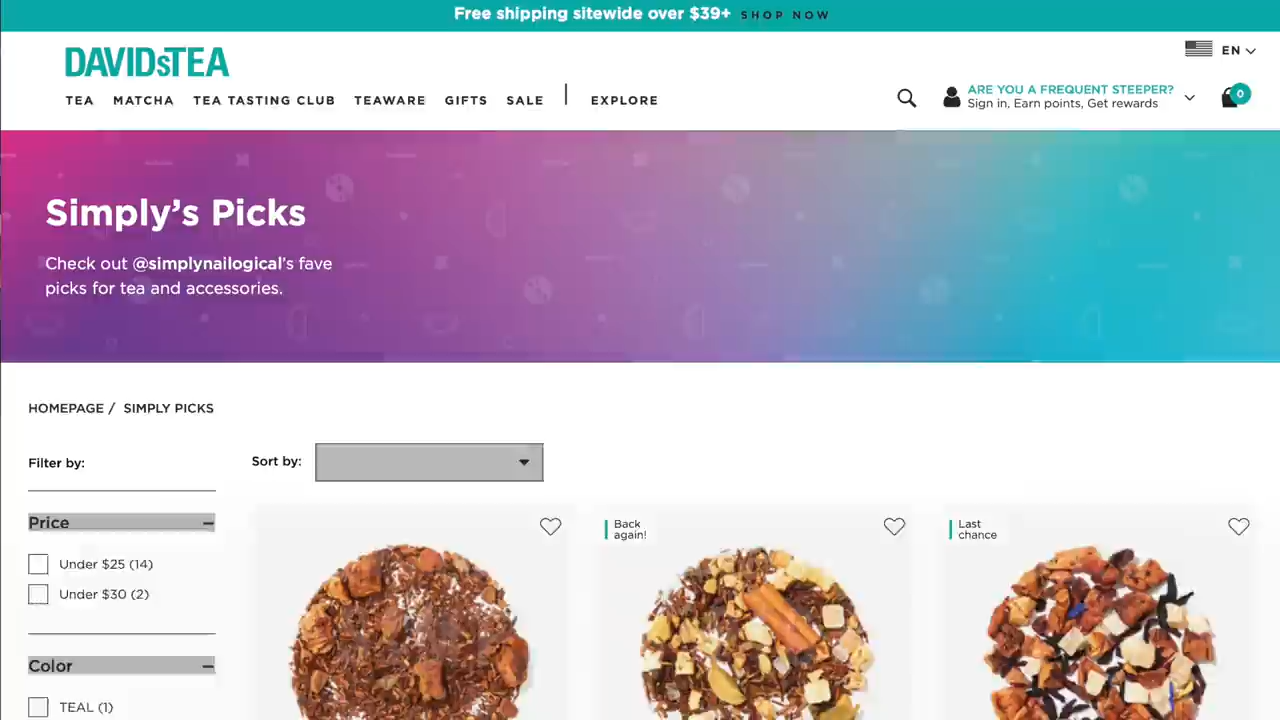 Free shipping sitewide over $39+ SHOP NOW
DAVIDsTEA
EN
TEA MATCHA TEA TASTING CLUB TEAWARE GIFTS SALE EXPLORE
ARE YOU A FREQUENT STEEPER?
Sign in, Earn points, Get rewards
0
Simply's Picks
Check out @simplynailogical's fave
picks for tea and accessories.
HOMEPAGE / SIMPLY PICKS
Filter by:
Sort by:
Price
Under $25 (14)
Under $30 (2)
Color
TEAL (1)
Back
again!
Last
chance